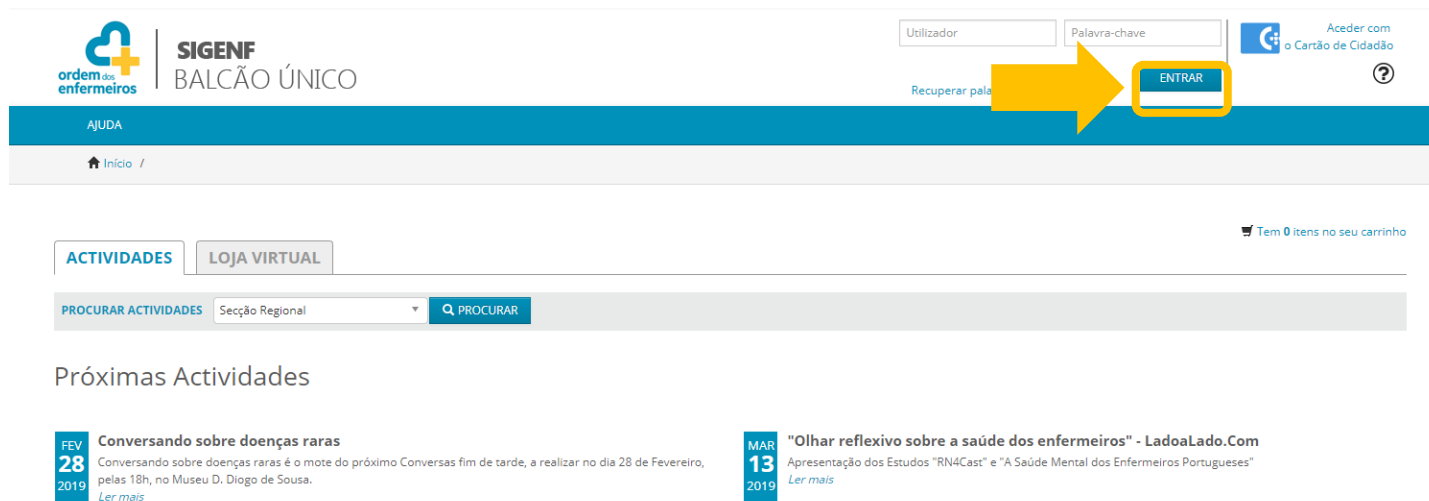 ordem dos
enfermeiros
SIGENF
BALCÃO ÚNICO
Utilizador
Palavra-chave
Aceder com
o Cartão de Cidadão
Recuperar
ENTRAR
?
AJUDA
Início /
Tem 0 itens no seu carrinho
ACTIVIDADES
LOJA VIRTUAL
PROCURAR ACTIVIDADES
Secção Regional
PROCURAR
Próximas Actividades
FEV
28
2019
Conversando sobre doenças raras
Conversando sobre doenças raras é o mote do próximo Conversas fim de tarde, a realizar no dia 28 de Fevereiro,
pelas 18h, no Museu D. Diogo de Sousa.
Ler mais
MAR
13
2019
"Olhar reflexivo sobre a saúde dos enfermeiros" - LadoaLado.Com
Apresentação dos Estudos "RN4Cast" e "A Saúde Mental dos Enfermeiros Portugueses"
Ler mais